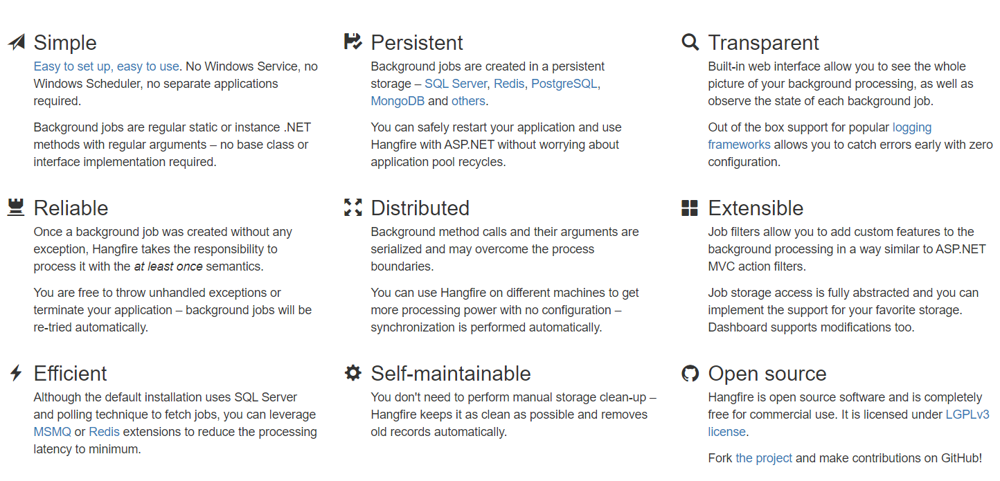 Simple
Easy to set up, easy to use. No Windows Service, no
Windows Scheduler, no separate applications
required.
Background jobs are regular static or instance .NET
methods with regular arguments – no base class or
interface implementation required.
Persistent
Background jobs are created in a persistent
storage – SQL Server, Redis, PostgreSQL,
MongoDB and others.
You can safely restart your application and use
Hangfire with ASP.NET without worrying about
application pool recycles.
Transparent
Built-in web interface allow you to see the whole
picture of your background processing, as well as
observe the state of each background job.
Out of the box support for popular logging
frameworks allows you to catch errors early with zero
configuration.
Reliable
Once a background job was created without any
exception, Hangfire takes the responsibility to
process it with the at least once semantics.
You are free to throw unhandled exceptions or
terminate your application – background jobs will be
re-tried automatically.
Distributed
Background method calls and their arguments are
serialized and may overcome the process
boundaries.
You can use Hangfire on different machines to get
more processing power with no configuration –
synchronization is performed automatically.
Extensible
Job filters allow you to add custom features to the
background processing in a way similar to ASP.NET
MVC action filters.
Job storage access is fully abstracted and you can
implement the support for your favorite storage.
Dashboard supports modifications too.
Efficient
Although the default installation uses SQL Server
and polling technique to fetch jobs, you can leverage
MSMQ or Redis extensions to reduce the processing
latency to minimum.
Self-maintainable
You don't need to perform manual storage clean-up –
Hangfire keeps it as clean as possible and removes
old records automatically.
Open source
Hangfire is open source software and is completely
free for commercial use. It is licensed under LGPLv3
license.
Fork the project and make contributions on GitHub!